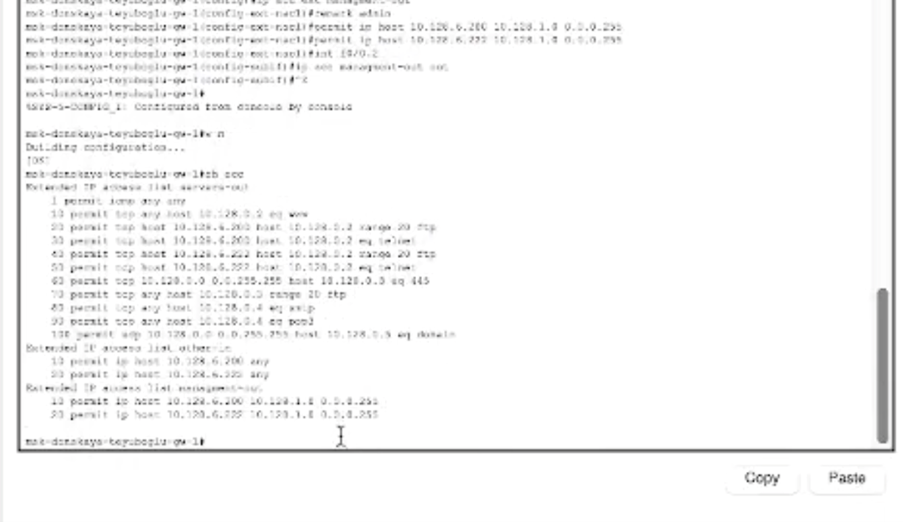 msk-donskaya-teyuboglu-gw-1(config-ext-nacl)#remark admin
msk-donskaya-teyuboglu-gw-1(config-ext-nacl)#permit ip host 10.128.6.200 10.128.1.0 0.0.0.255
msk-donskaya-teyuboglu-gw-1(config-ext-nacl)#permit ip host 10.128.6.222 10.128.1.0 0.0.0.255
msk-donskaya-teyuboglu-gw-1(config-ext-nacl)#int f0/0.2
msk-donskaya-teyuboglu-gw-1(config-subif)#ip acc managment-out out
msk-donskaya-teyuboglu-gw-1(config-subif)#^Z
msk-donskaya-teyuboglu-gw-1#
%SYS-5-CONFIG_I: Configured from console by console
msk-donskaya-teyuboglu-gw-1#w m
Building configuration...
[OK]
msk-donskaya-teyuboglu-gw-1#sh acc
Extended IP access list servers-out
1 permit icmp any any
10 permit tcp any host 10.128.0.2 eq www
20 permit tcp host 10.128.6.200 host 10.128.0.2 range 20 ftp
30 permit tcp host 10.128.6.200 host 10.128.0.2 eq telnet
40 permit tcp host 10.128.6.222 host 10.128.0.2 range 20 ftp
50 permit tcp host 10.128.6.222 host 10.128.0.2 eq telnet
60 permit tcp 10.128.0.0 0.0.255.255 host 10.128.0.3 eq 445
70 permit tcp any host 10.128.0.3 range 20 ftp
80 permit tcp any host 10.128.0.4 eq smtp
90 permit tcp any host 10.128.0.4 eq pop3
100 permit udp 10.128.0.0 0.0.255.255 host 10.128.0.5 eq domain
Extended IP access list other-in
10 permit ip host 10.128.6.200 any
20 permit ip host 10.128.6.222 any
Extended IP access list managment-out
10 permit ip host 10.128.6.200 10.128.1.0 0.0.0.255
20 permit ip host 10.128.6.222 10.128.1.0 0.0.0.255
msk-donskaya-teyuboglu-gw-1#
Copy
Paste